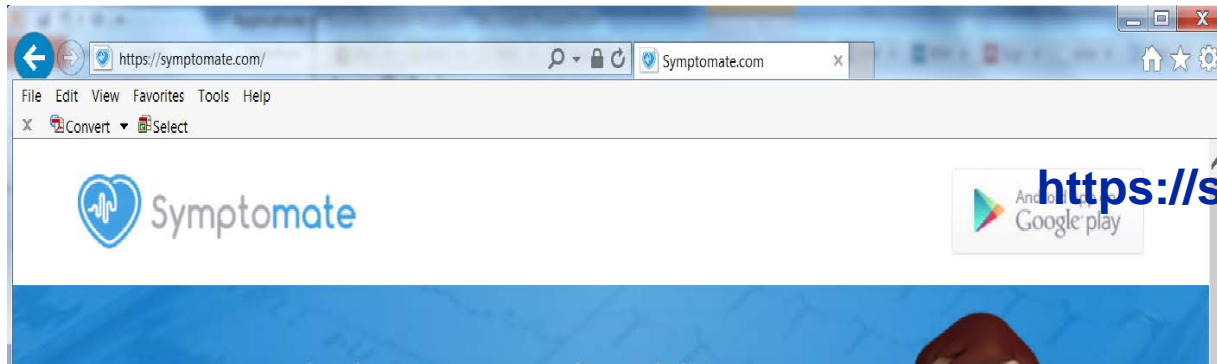 https://symptomate.com/
Symptomate.com
X
File Edit View Favorites Tools Help
X Convert Select
Symptomate
https://s
Google play